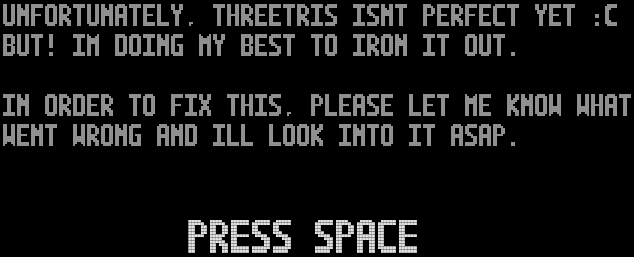 UNFORTUNATELY, THREETRIS ISNT PERFECT YET :C
BUT! IM DOING MY BEST TO IRON IT OUT.
IN ORDER TO FIX THIS, PLEASE LET ME KNOW WHAT
WENT WRONG AND ILL LOOK INTO IT ASAP.
PRESS SPACE